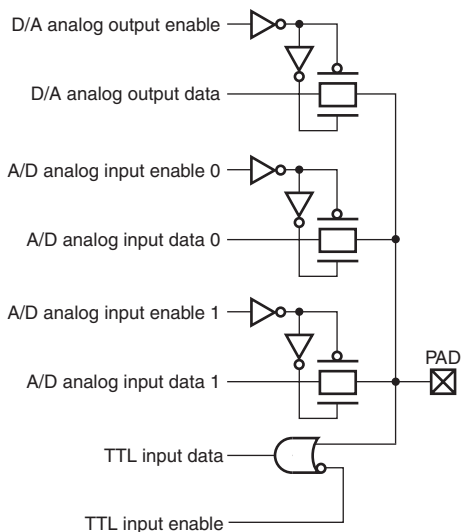 D/A analog output enable
D/A analog output data
A/D analog input enable 0
A/D analog input data 0
A/D analog input enable 1
A/D analog input data 1
PAD
TTL input data
TTL input enable